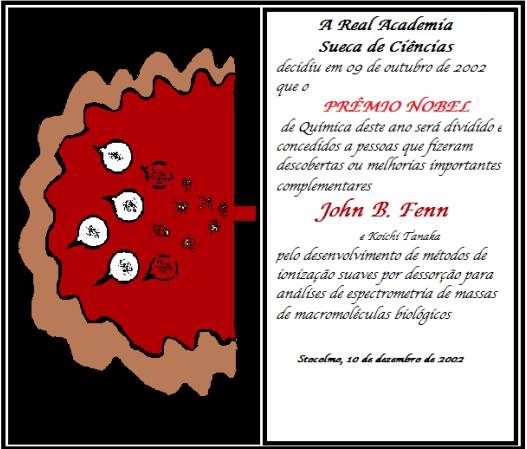 A Real Academia
Sueca de Ciências
decidiu em 09 de outubro de 2002
que o
PRÊMIO NOBEL
de Química deste ano será dividido e
concedidos a pessoas que fizeram
descobertas ou melhorias importantes
complementares
John B. Fenn
e Koichi Tanaka
pelo desenvolvimento de métodos de
ionização suaves por dessorção para
análises de espectrometria de massas
de macromoléculas biológicos
Stocolmo, 10 de dezembro de 2002